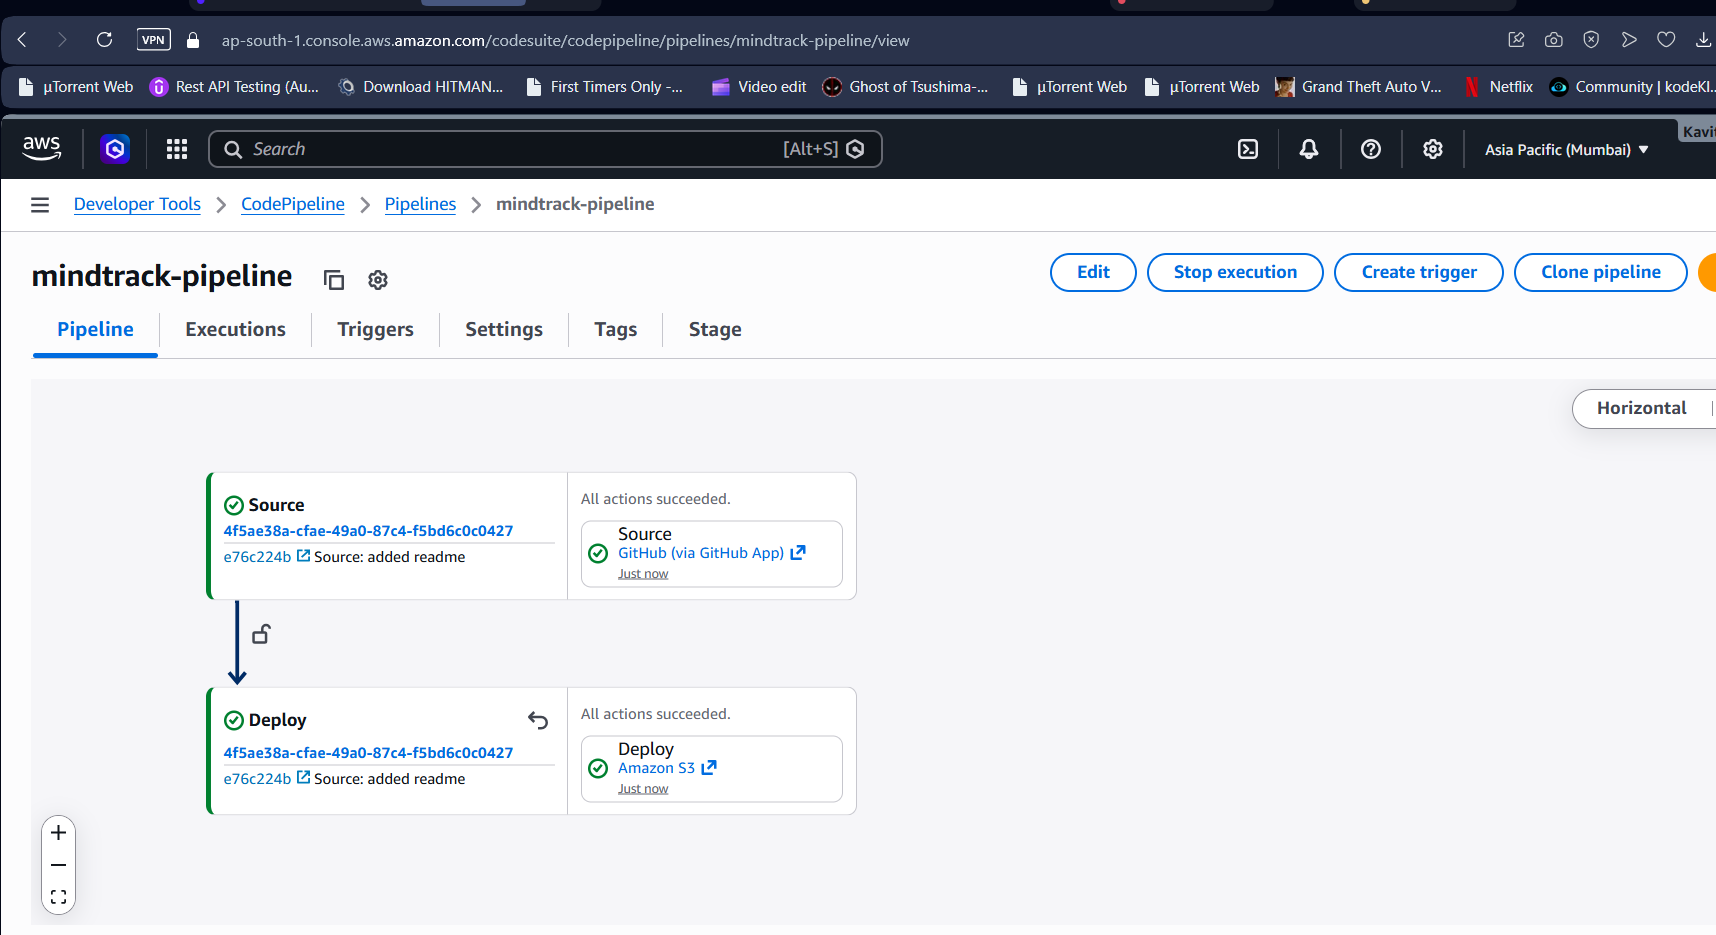 VPN ap-south-1.console.aws.amazon.com/codesuite/codepipeline/pipelines/mindtrack-pipeline/view
µTorrent Web Rest API Testing (Au... Download HITMAN... First Timers Only -... Video edit Ghost of Tsushima-... µTorrent Web µTorrent Web Grand Theft Auto V... Netflix Community | kodeKl...
aws Search [Alt+S] Asia Pacific (Mumbai) Kavit
Developer Tools > CodePipeline > Pipelines > mindtrack-pipeline
mindtrack-pipeline Edit Stop execution Create trigger Clone pipeline
Pipeline Executions Triggers Settings Tags Stage
Horizontal
Source
4f5ae38a-cfae-49a0-87c4-f5bd6c0c0427
e76c224b Source: added readme
All actions succeeded.
Source
GitHub (via GitHub App)
Just now
Deploy
4f5ae38a-cfae-49a0-87c4-f5bd6c0c0427
e76c224b Source: added readme
All actions succeeded.
Deploy
Amazon S3
Just now